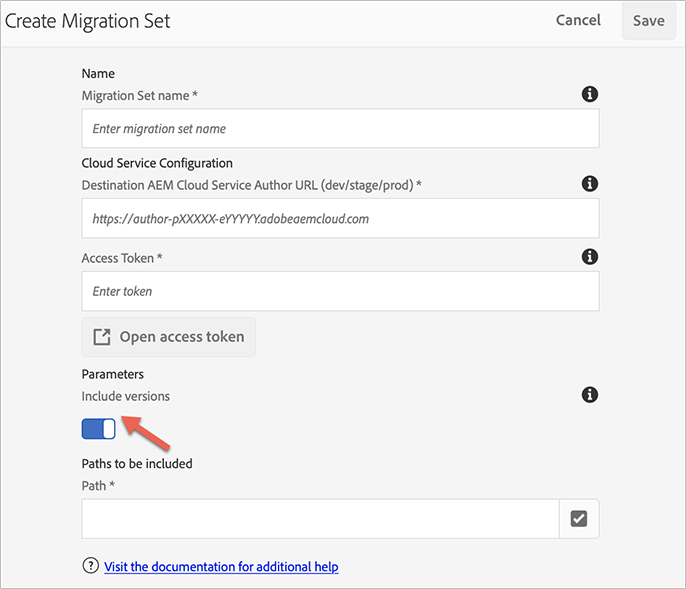 Create Migration Set Cancel Save
Name
Migration Set name *
Enter migration set name
Cloud Service Configuration
Destination AEM Cloud Service Author URL (dev/stage/prod) *
https://author-pXXXXX-eYYYYY.adobeaemcloud.com
Access Token *
Enter token
Open access token
Parameters
Include versions
Paths to be included
Path *
Visit the documentation for additional help